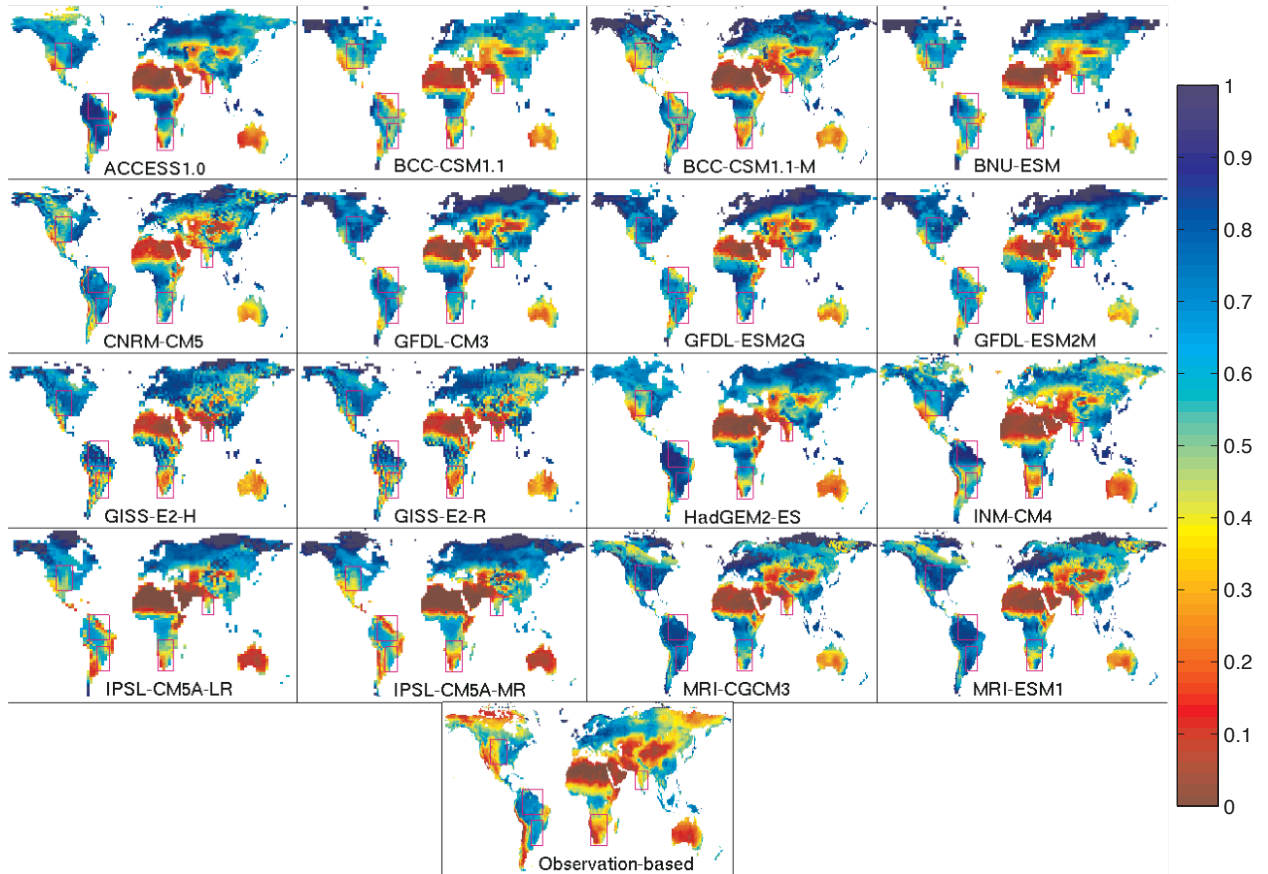 ACCESS1.0
BCC-CSM1.1
BCC-CSM1.1-M
BNU-ESM
CNRM-CM5
GFDL-CM3
GFDL-ESM2G
GFDL-ESM2M
GISS-E2-H
GISS-E2-R
HadGEM2-ES
INM-CM4
IPSL-CM5A-LR
IPSL-CM5A-MR
MRI-CGCM3
MRI-ESM1
Observation-based
1
0.9
0.8
0.7
0.6
0.5
0.4
0.3
0.2
0.1
0